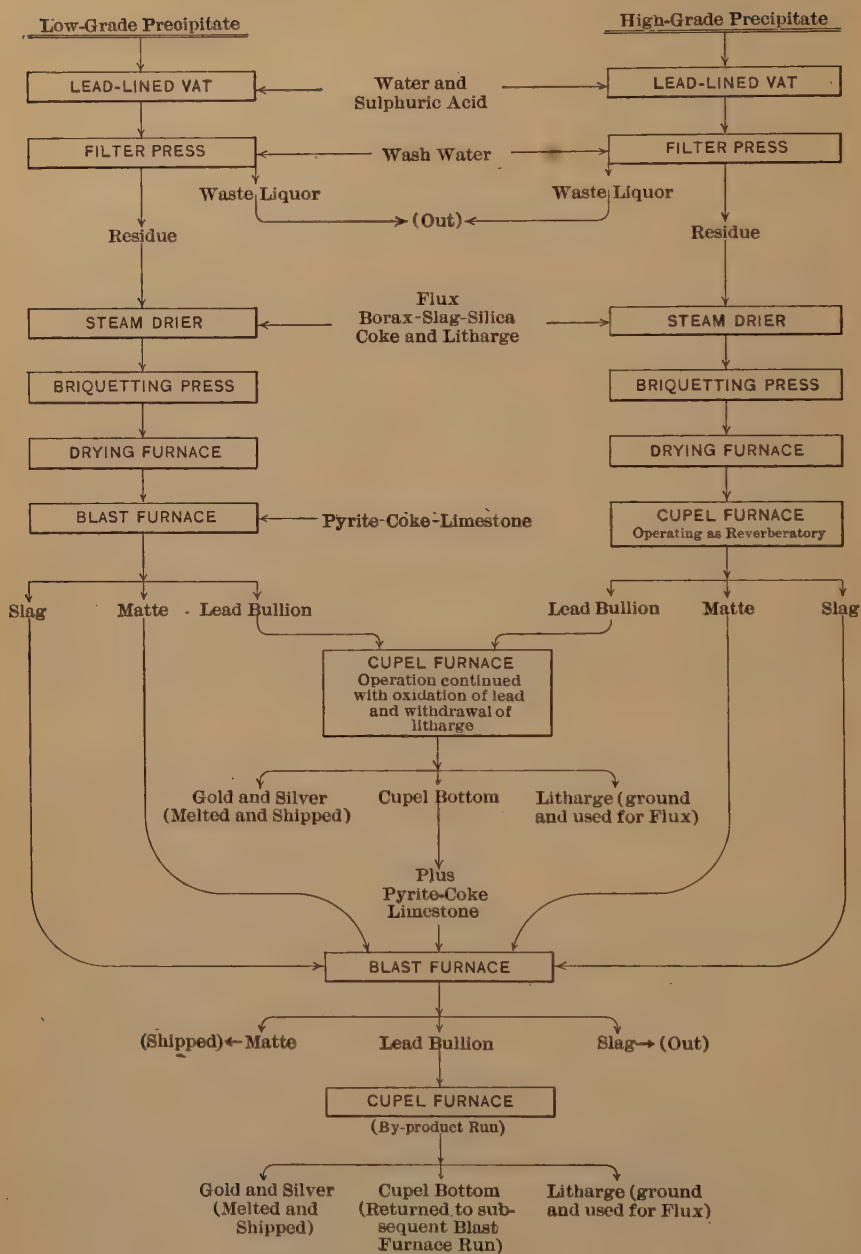 Low-Grade Precipitate
High-Grade Precipitate
LEAD-LINED VAT
Water and
Sulphuric Acid
LEAD-LINED VAT
FILTER PRESS
Wash Water
FILTER PRESS
Waste Liquor
Waste Liquor
(Out)
Residue
Residue
Flux
Borax-Slag-Silica
Coke and Litharge
STEAM DRIER
STEAM DRIER
BRIQUETTING PRESS
BRIQUETTING PRESS
DRYING FURNACE
DRYING FURNACE
BLAST FURNACE
Pyrite-Coke-Limestone
CUPEL FURNACE
Operating as Reverberatory
Slag
Matte
Lead Bullion
Lead Bullion
Matte
Slag
CUPEL FURNACE
Operation continued
with oxidation of lead
and withdrawal of
litharge
Gold and Silver
(Melted and Shipped)
Cupel Bottom
Litharge (ground
and used for Flux)
Plus
Pyrite-Coke
Limestone
BLAST FURNACE
(Shipped)
Matte
Lead Bullion
Slag
(Out)
CUPEL FURNACE
(By-product Run)
Gold and Silver
(Melted and
Shipped)
Cupel Bottom
(Returned to sub-
sequent Blast
Furnace Run)
Litharge (ground
and used for Flux)